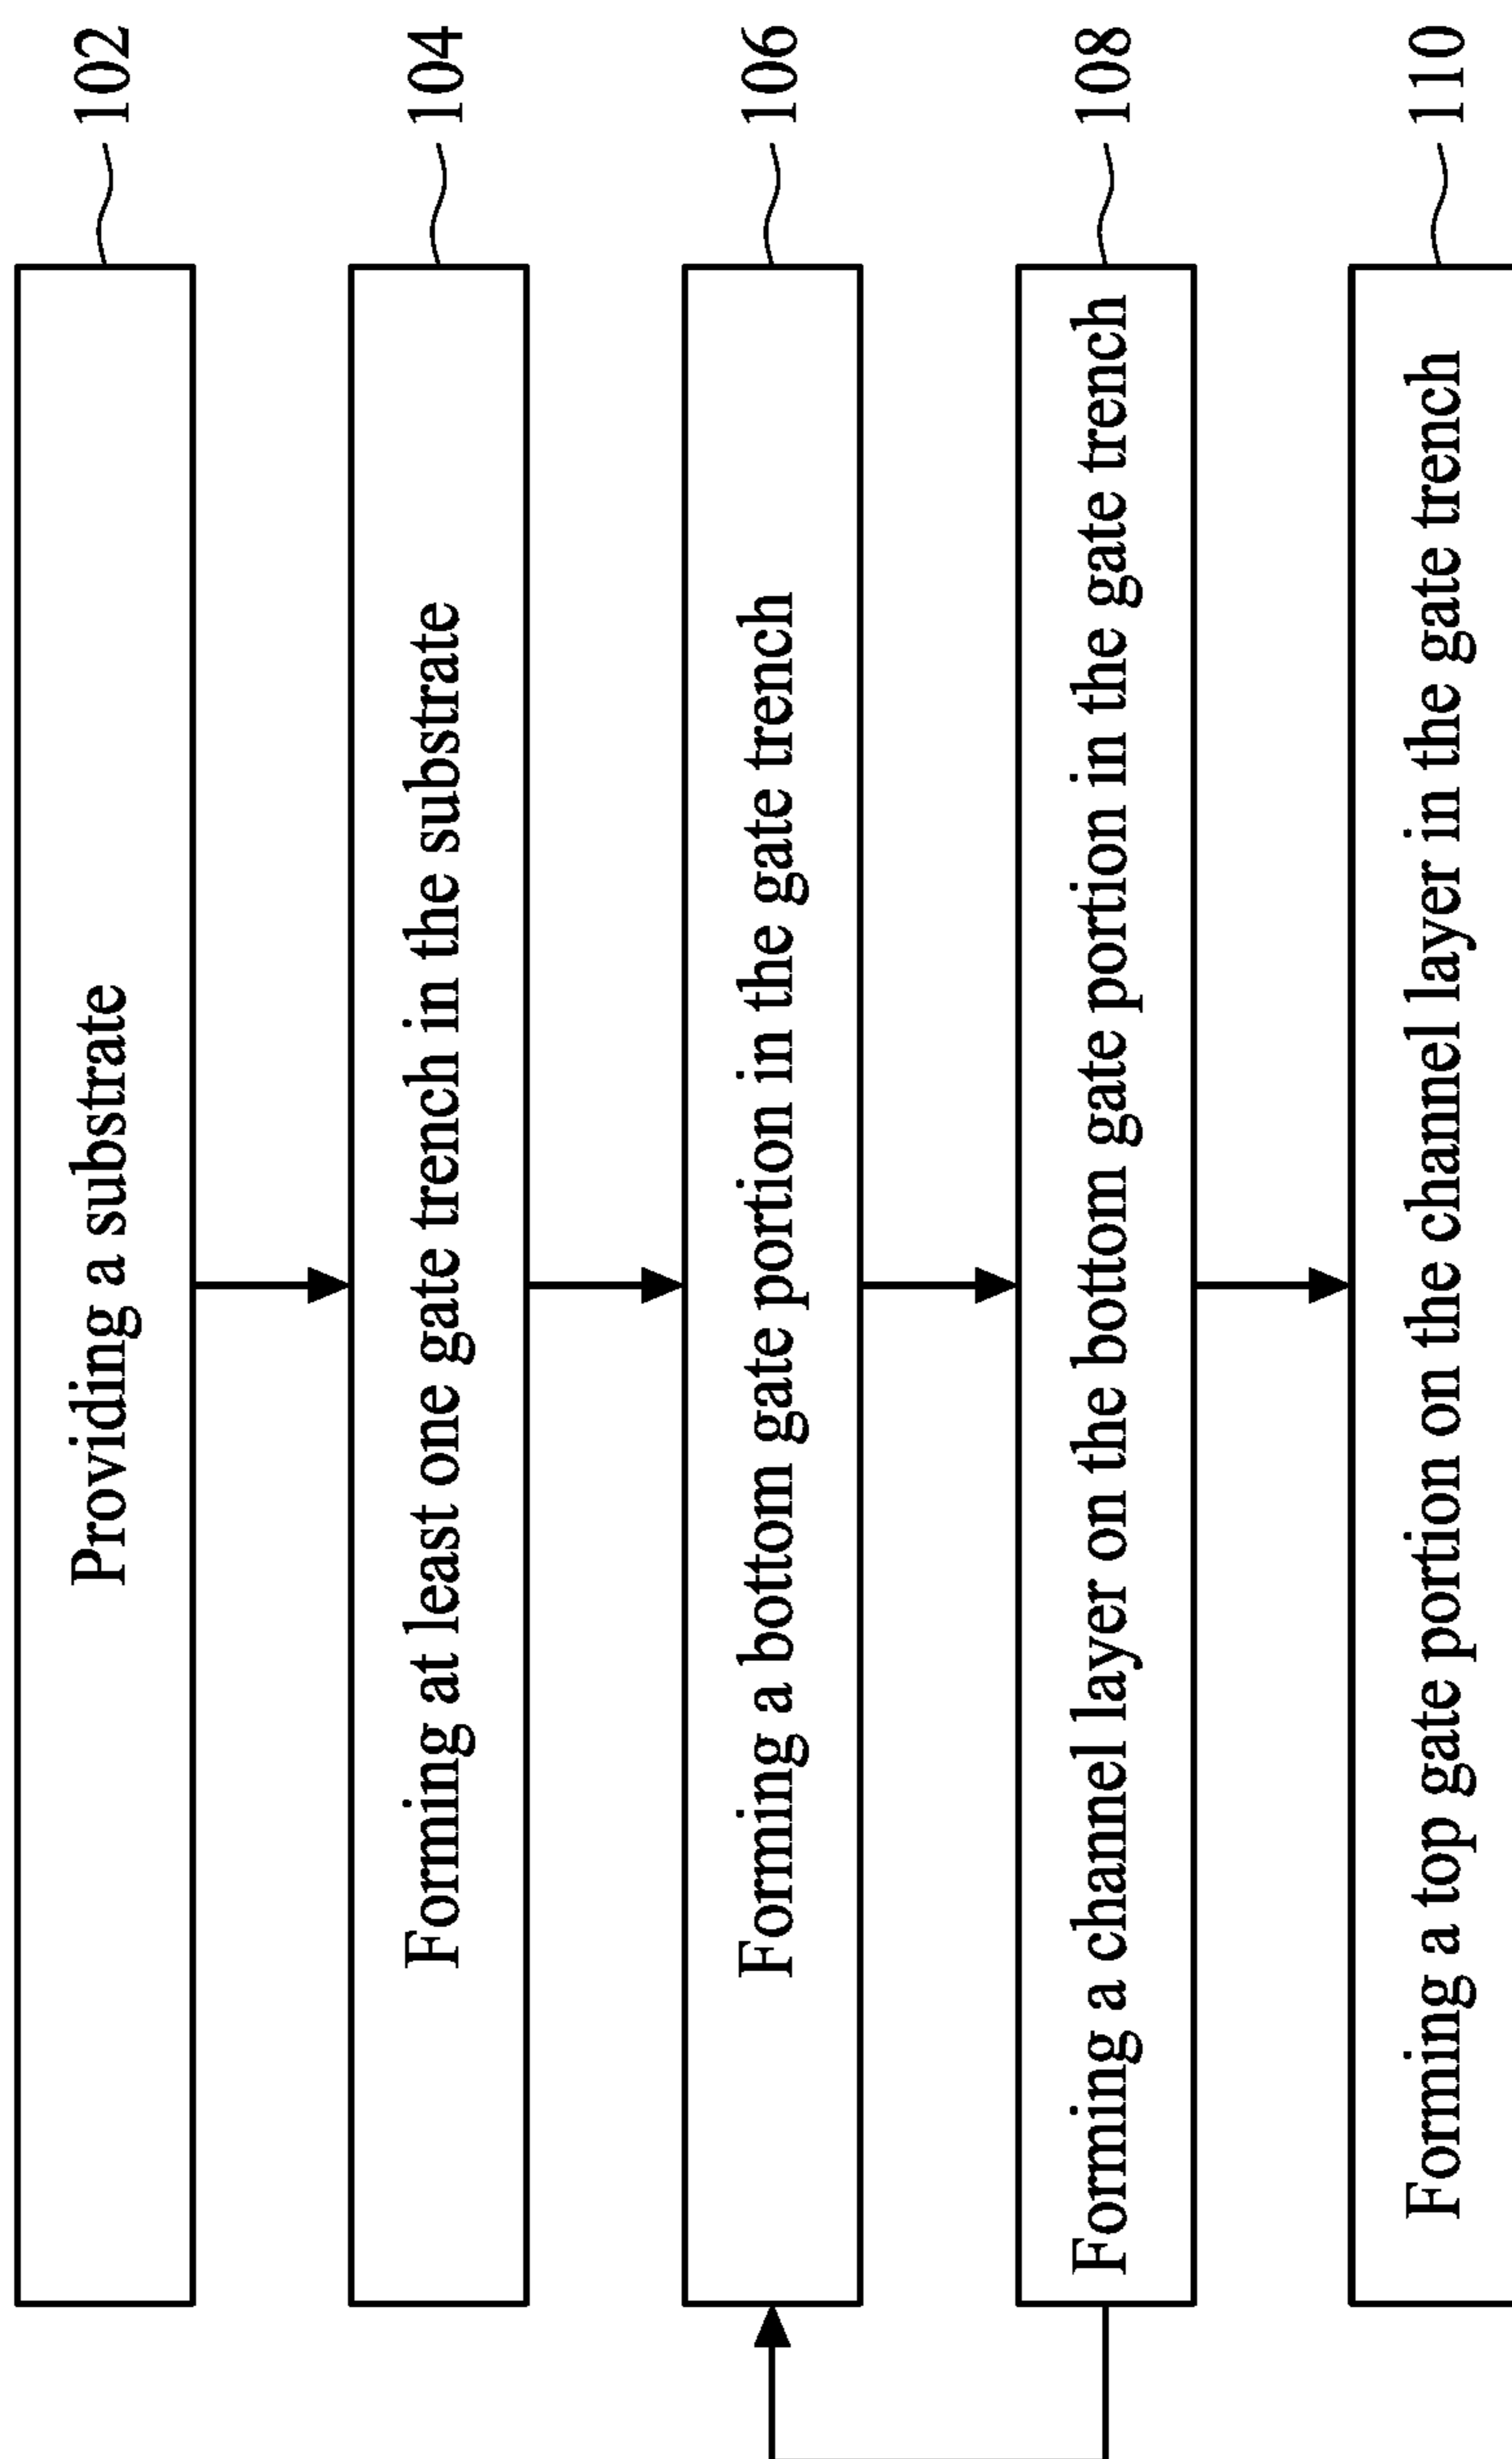 Providing a substrate
102
Forming at least one gate trench in the substrate
104
Forming a bottom gate portion in the gate trench
106
Forming a channel layer on the bottom gate portion in the gate trench
108
Forming a top gate portion on the channel layer in the gate trench
110